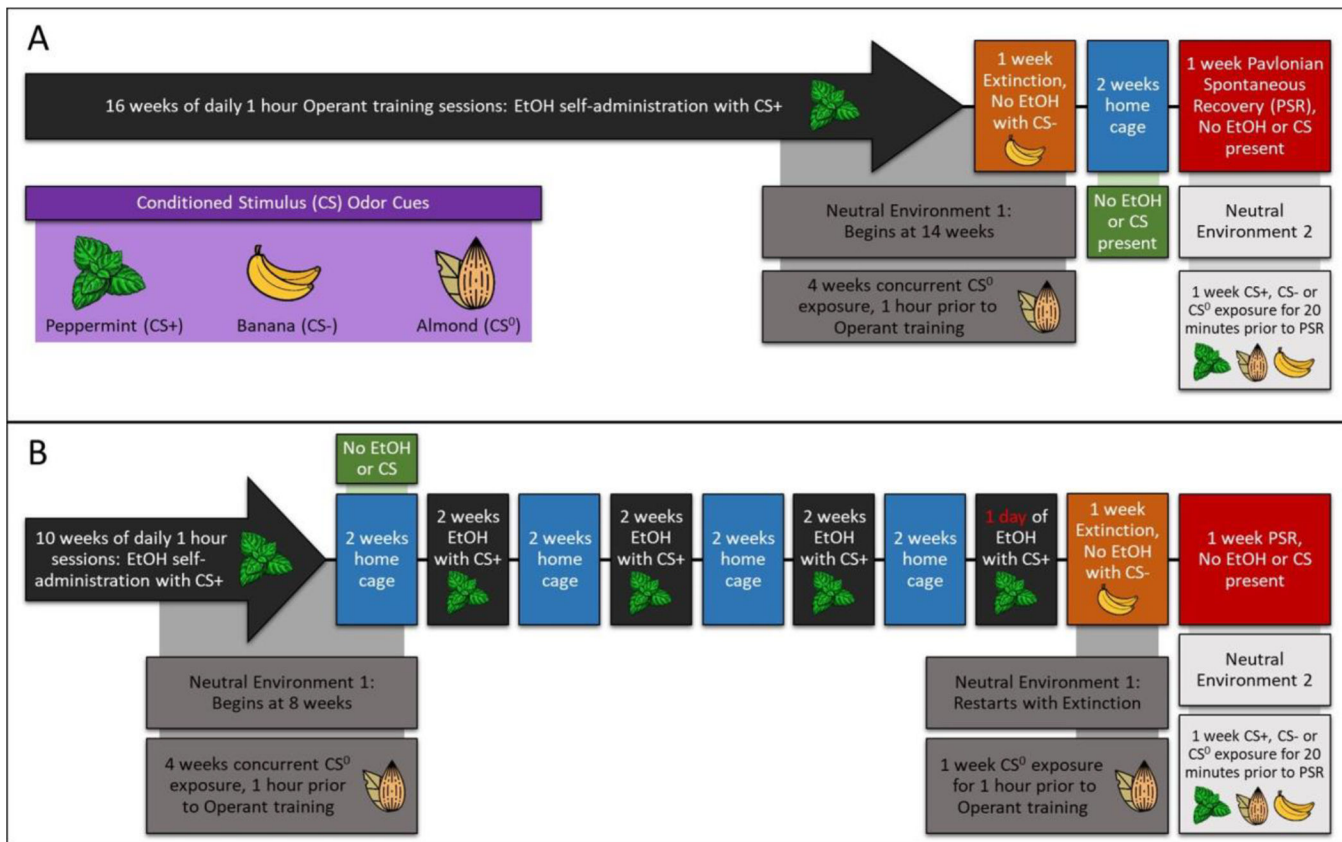 A
16 weeks of daily 1 hour Operant training sessions: EtOH self-administration with CS+
1 week
Extinction,
No EtOH
with CS-
2 weeks
home
cage
1 week Pavlonian
Spontaneous
Recovery (PSR),
No EtOH or CS
present
Conditioned Stimulus (CS) Odor Cues
Peppermint (CS+)
Banana (CS-)
Almond (CS⁰)
Neutral Environment 1:
Begins at 14 weeks
No EtOH
or CS
present
Neutral
Environment 2
4 weeks concurrent CS⁰
exposure, 1 hour prior to
Operant training
1 week CS+, CS- or
CS⁰ exposure for 20
minutes prior to PSR
B
No EtOH
or CS
10 weeks of daily 1 hour
sessions: EtOH self-
administration with CS+
2 weeks
home
cage
2 weeks
EtOH
with CS+
2 weeks
home
cage
2 weeks
EtOH
with CS+
2 weeks
home
cage
2 weeks
EtOH
with CS+
2 weeks
home
cage
1 day of
EtOH
with CS+
1 week
Extinction,
No EtOH
with CS-
1 week PSR,
No EtOH or CS
present
Neutral Environment 1:
Begins at 8 weeks
Neutral Environment 1:
Restarts with Extinction
Neutral
Environment 2
4 weeks concurrent CS⁰
exposure, 1 hour prior
to Operant training
1 week CS⁰ exposure
for 1 hour prior to
Operant training
1 week CS+, CS- or
CS⁰ exposure for 20
minutes prior to PSR